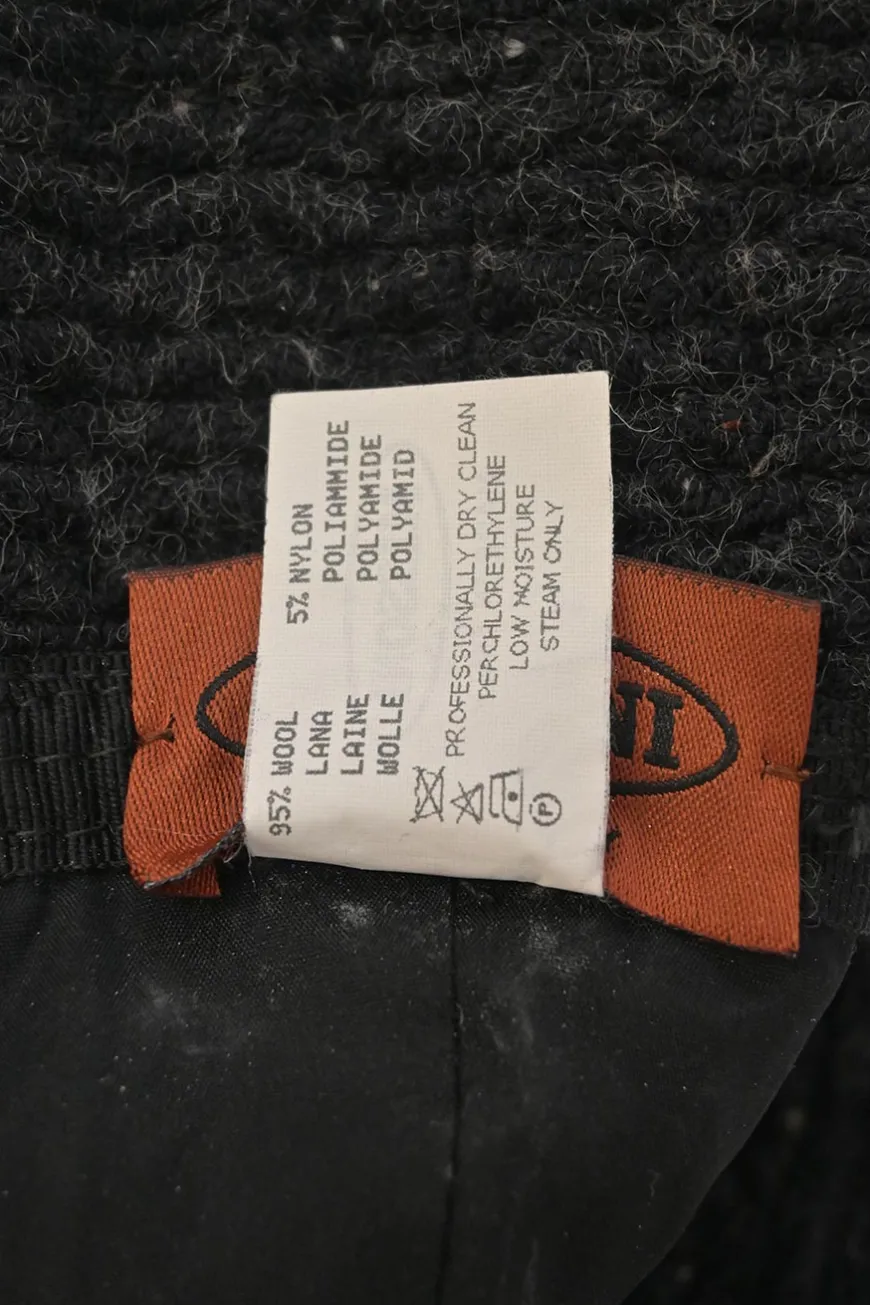 95% WOOL 5% NYLON
LANA POLIAMMIDE
LAINE POLYAMIDE
WOLLE POLYAMID
PROFESSIONALLY DRY CLEAN
PERCHLORETHYLENE
LOW MOISTURE
STEAM ONLY
P
NI